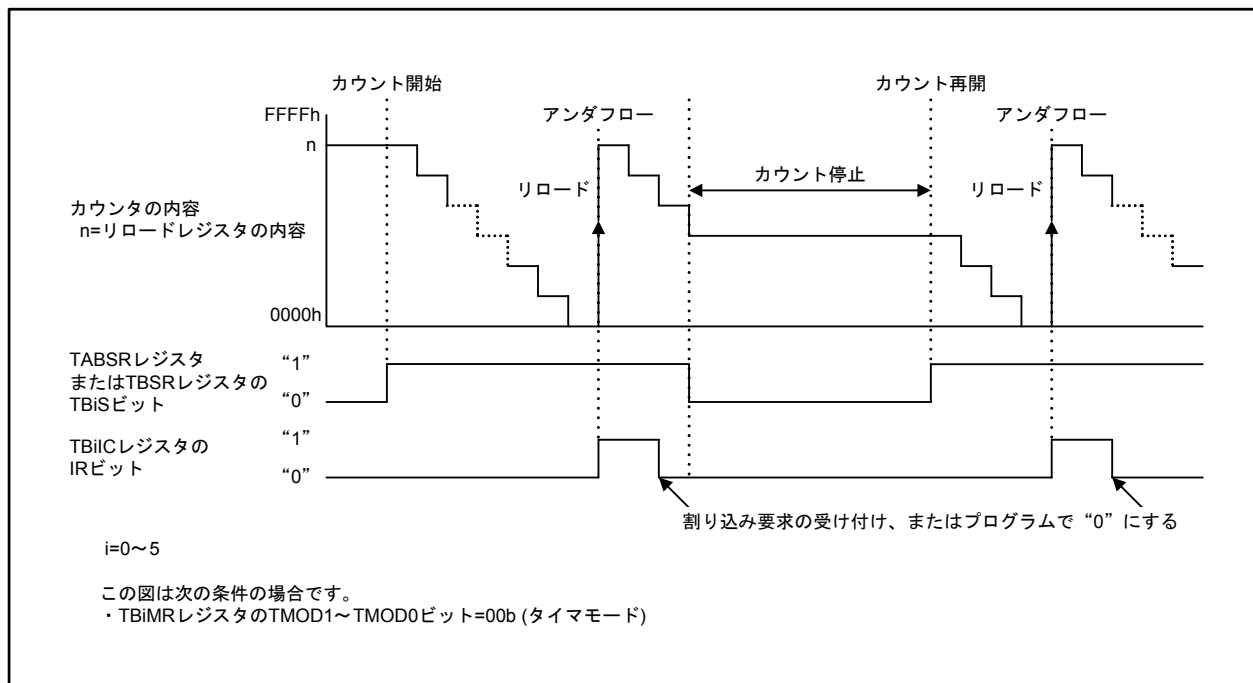 カウント開始
カウント再開
FFFFh
アンダフロー
アンダフロー
n
リロード
カウント停止
リロード
カウンタの内容
n=リロードレジスタの内容
0000h
TABSRレジスタ
またはTBSRレジスタの
TBiSビット
“1”
“0”
TBiICレジスタの
IRビット
“1”
“0”
割り込み要求の受け付け、またはプログラムで“0”にする
i=0～5
この図は次の条件の場合です。
・TBiMRレジスタのTMOD1～TMOD0ビット=00b (タイマモード)